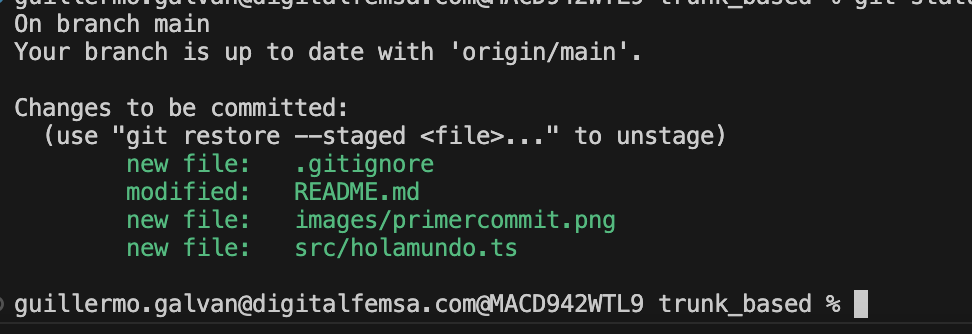 guillermo.galvan@digitalfemsa.com@MACD942WTL9 trunk_based % git
On branch main
Your branch is up to date with 'origin/main'.
Changes to be committed:
(use "git restore --staged <file>..." to unstage)
new file: .gitignore
modified: README.md
new file: images/primercommit.png
new file: src/holamundo.ts
guillermo.galvan@digitalfemsa.com@MACD942WTL9 trunk_based %